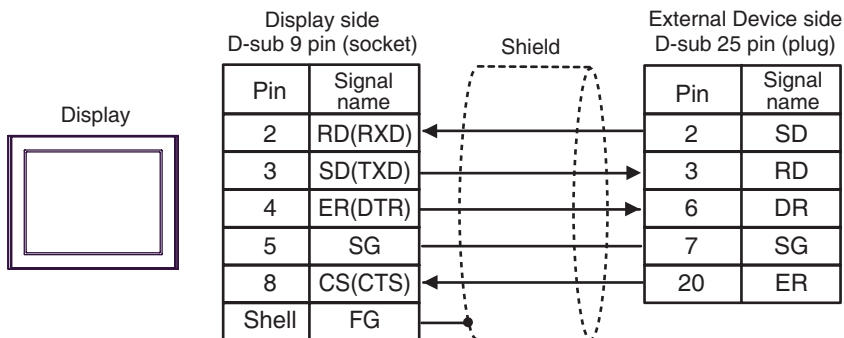 Display side
D-sub 9 pin (socket)
Shield
External Device side
D-sub 25 pin (plug)
Display
Pin Signal name
Pin Signal name
2 RD(RXD) 2 SD
3 SD(TXD) 3 RD
4 ER(DTR) 6 DR
5 SG 7 SG
8 CS(CTS) 20 ER
Shell FG